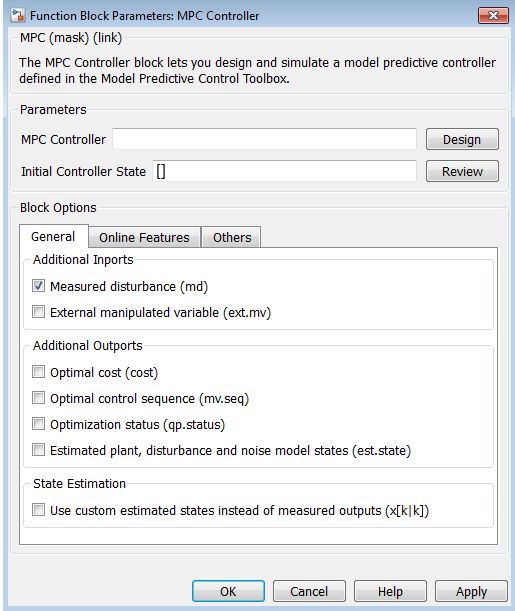 Function Block Parameters: MPC Controller
MPC (mask) (link)
The MPC Controller block lets you design and simulate a model predictive controller
defined in the Model Predictive Control Toolbox.
Parameters
MPC Controller Design
Initial Controller State [] Review
Block Options
General Online Features Others
Additional Inports
Measured disturbance (md)
External manipulated variable (ext.mv)
Additional Outports
Optimal cost (cost)
Optimal control sequence (mv.seq)
Optimization status (qp.status)
Estimated plant, disturbance and noise model states (est.state)
State Estimation
Use custom estimated states instead of measured outputs (x[k|k])
OK Cancel Help Apply